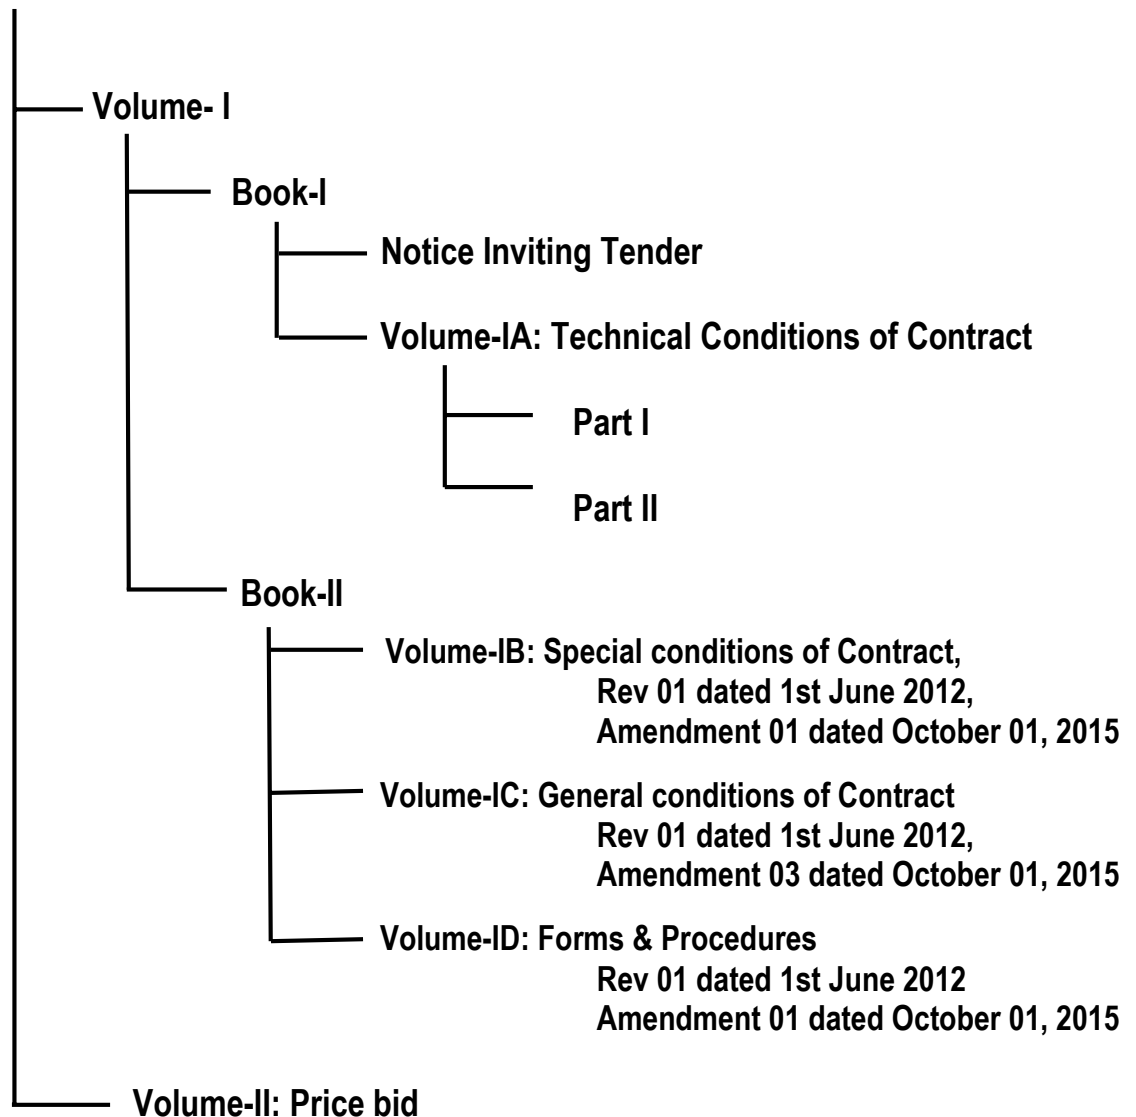 Volume- I
Book-I
Notice Inviting Tender
Volume-IA: Technical Conditions of Contract
Part I
Part II
Book-II
Volume-IB: Special conditions of Contract,
Rev 01 dated 1st June 2012,
Amendment 01 dated October 01, 2015
Volume-IC: General conditions of Contract
Rev 01 dated 1st June 2012,
Amendment 03 dated October 01, 2015
Volume-ID: Forms & Procedures
Rev 01 dated 1st June 2012
Amendment 01 dated October 01, 2015
Volume-II: Price bid